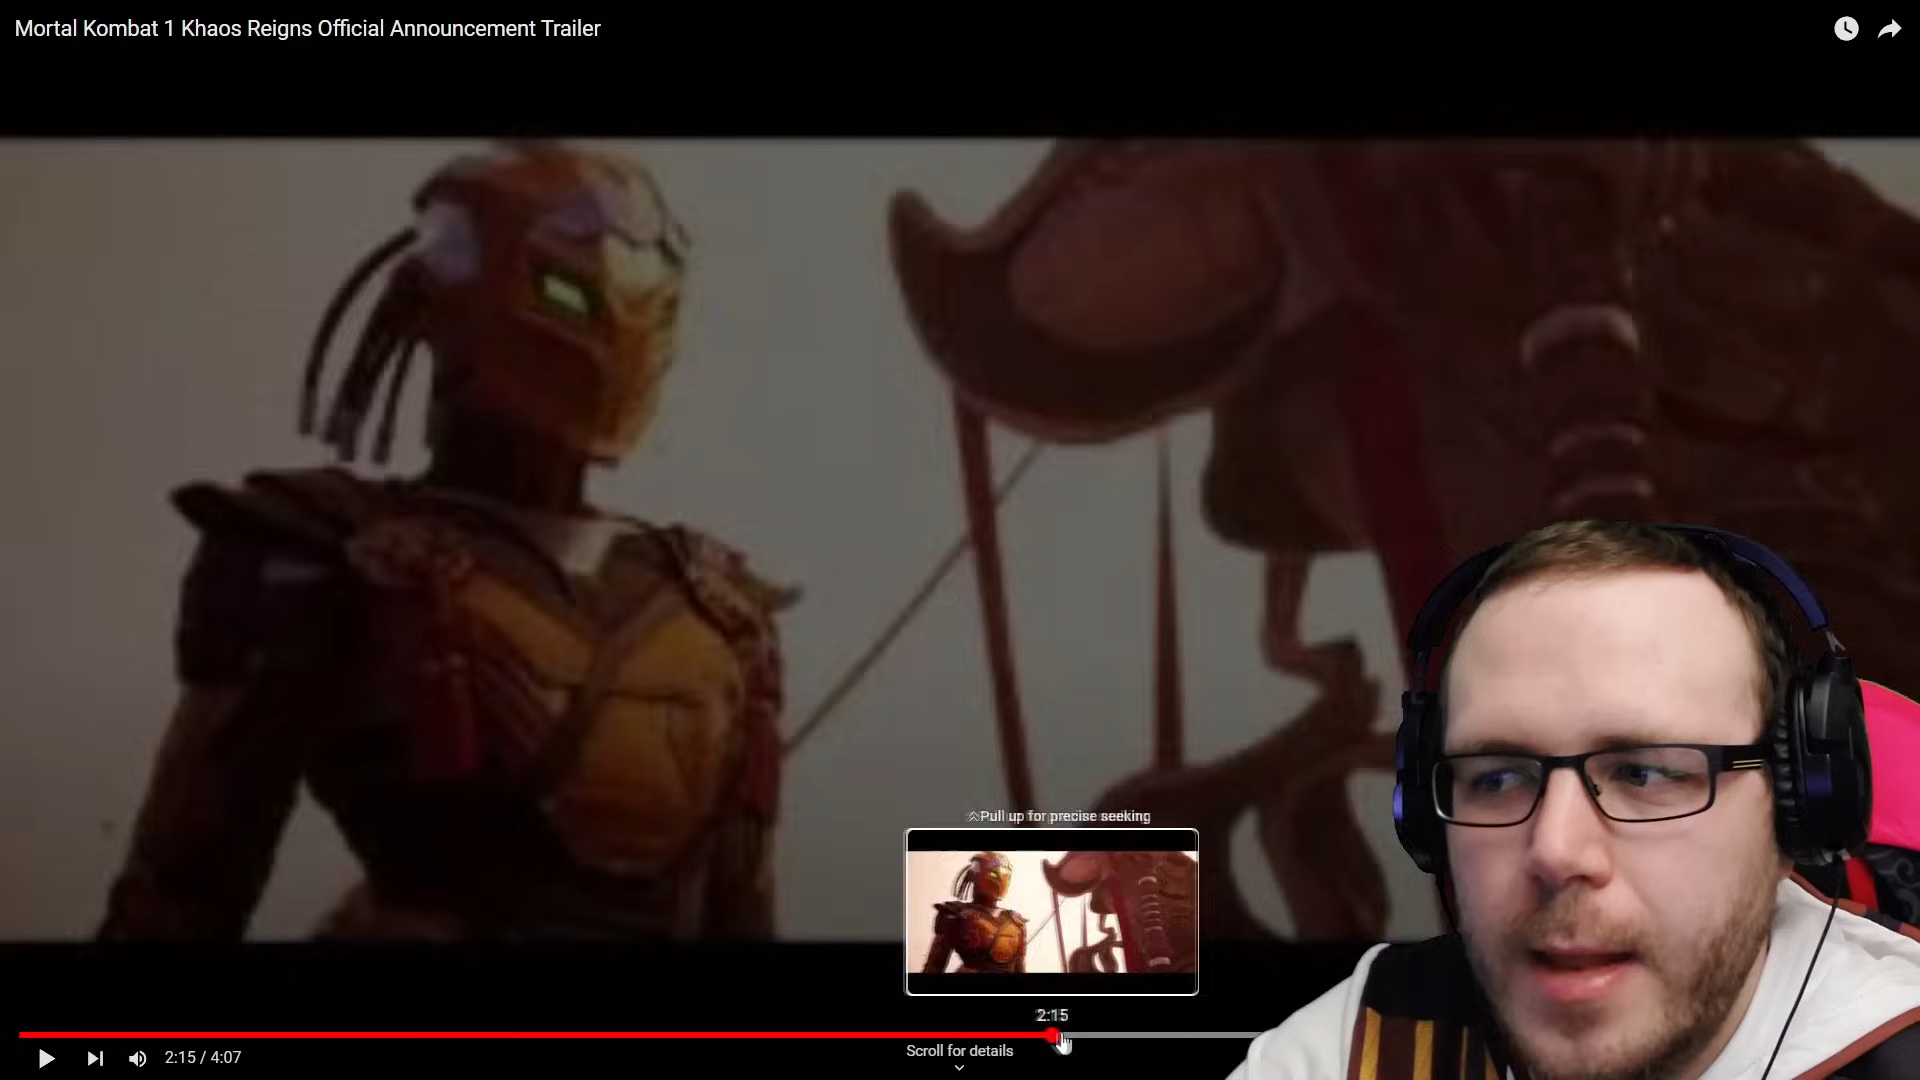 Mortal Kombat 1 Khaos Reigns Official Announcement Trailer
Pull up for precise seeking
2:15
2:15 / 4:07
Scroll for details